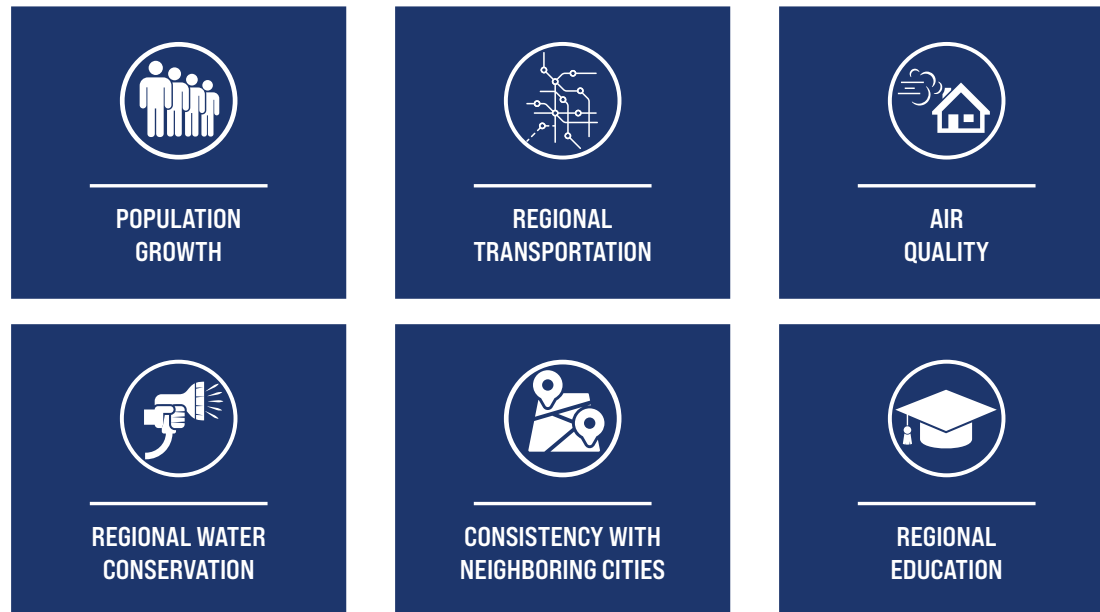 POPULATION
GROWTH
REGIONAL
TRANSPORTATION
AIR
QUALITY
REGIONAL WATER
CONSERVATION
CONSISTENCY WITH
NEIGHBORING CITIES
REGIONAL
EDUCATION